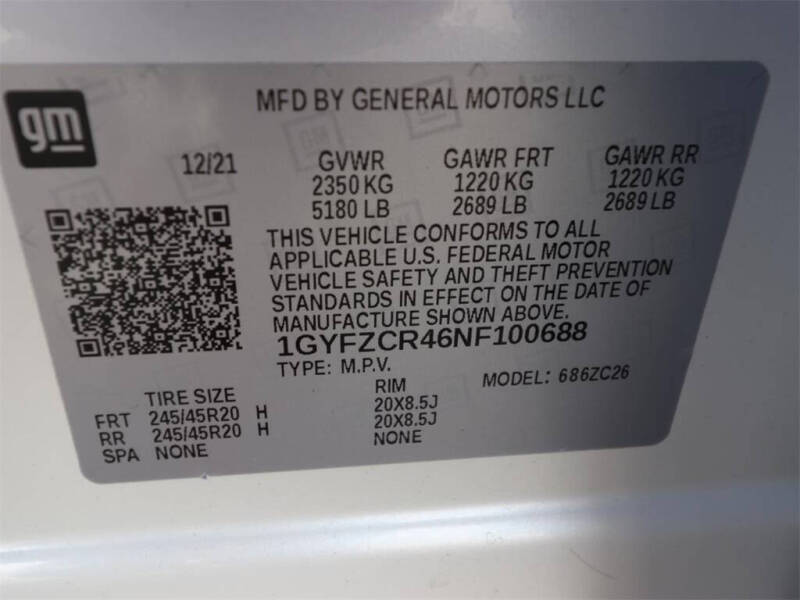 gm
MFD BY GENERAL MOTORS LLC
12/21 GVWR GAWR FRT GAWR RR
2350 KG 1220 KG 1220 KG
5180 LB 2689 LB 2689 LB
THIS VEHICLE CONFORMS TO ALL
APPLICABLE U.S. FEDERAL MOTOR
VEHICLE SAFETY AND THEFT PREVENTION
STANDARDS IN EFFECT ON THE DATE OF
MANUFACTURE SHOWN ABOVE.
1GYFZCR46NF100688
TYPE: M.P.V. MODEL: 686ZC26
TIRE SIZE RIM
FRT 245/45R20 H 20X8.5J
RR 245/45R20 H 20X8.5J
SPA NONE NONE